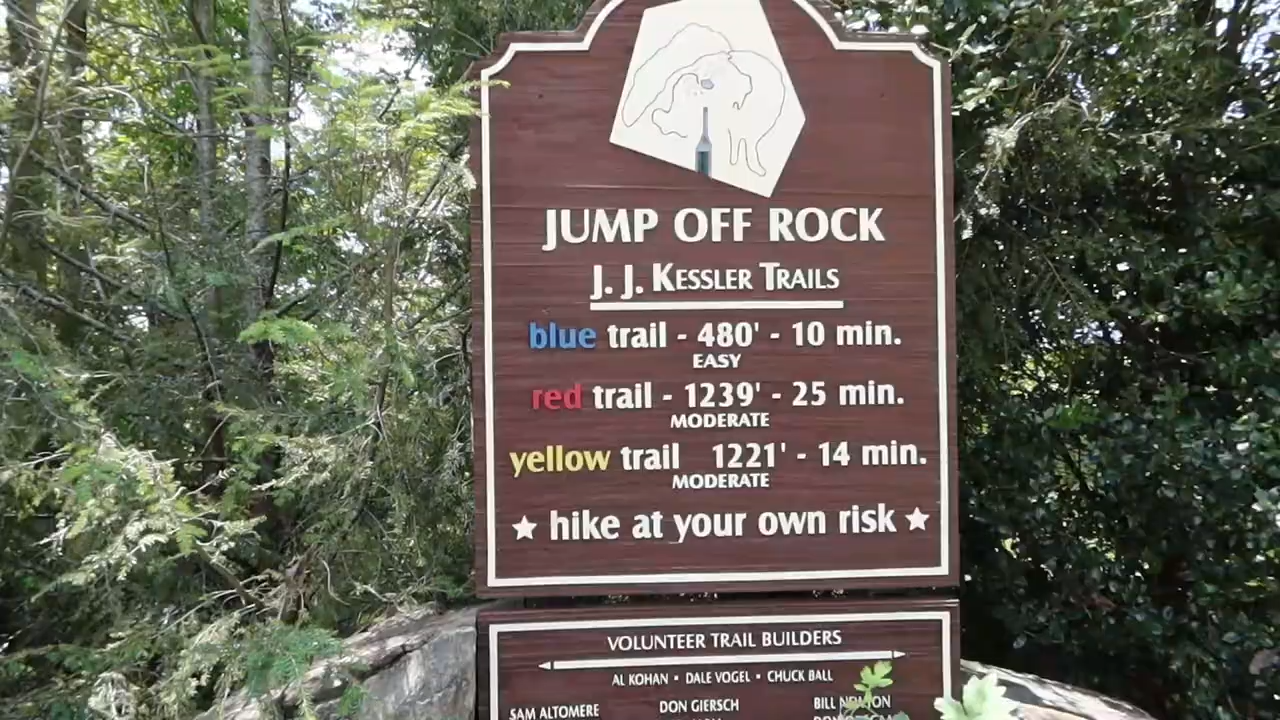 JUMP OFF ROCK
J. J. KESSLER TRAILS
blue trail - 480' - 10 min.
EASY
red trail - 1239' - 25 min.
MODERATE
yellow trail 1221' - 14 min.
MODERATE
★ hike at your own risk ★
VOLUNTEER TRAIL BUILDERS
AL KOHAN • DALE VOGEL • CHUCK BALL
SAM ALTOMERE DON GIERSCH BILL